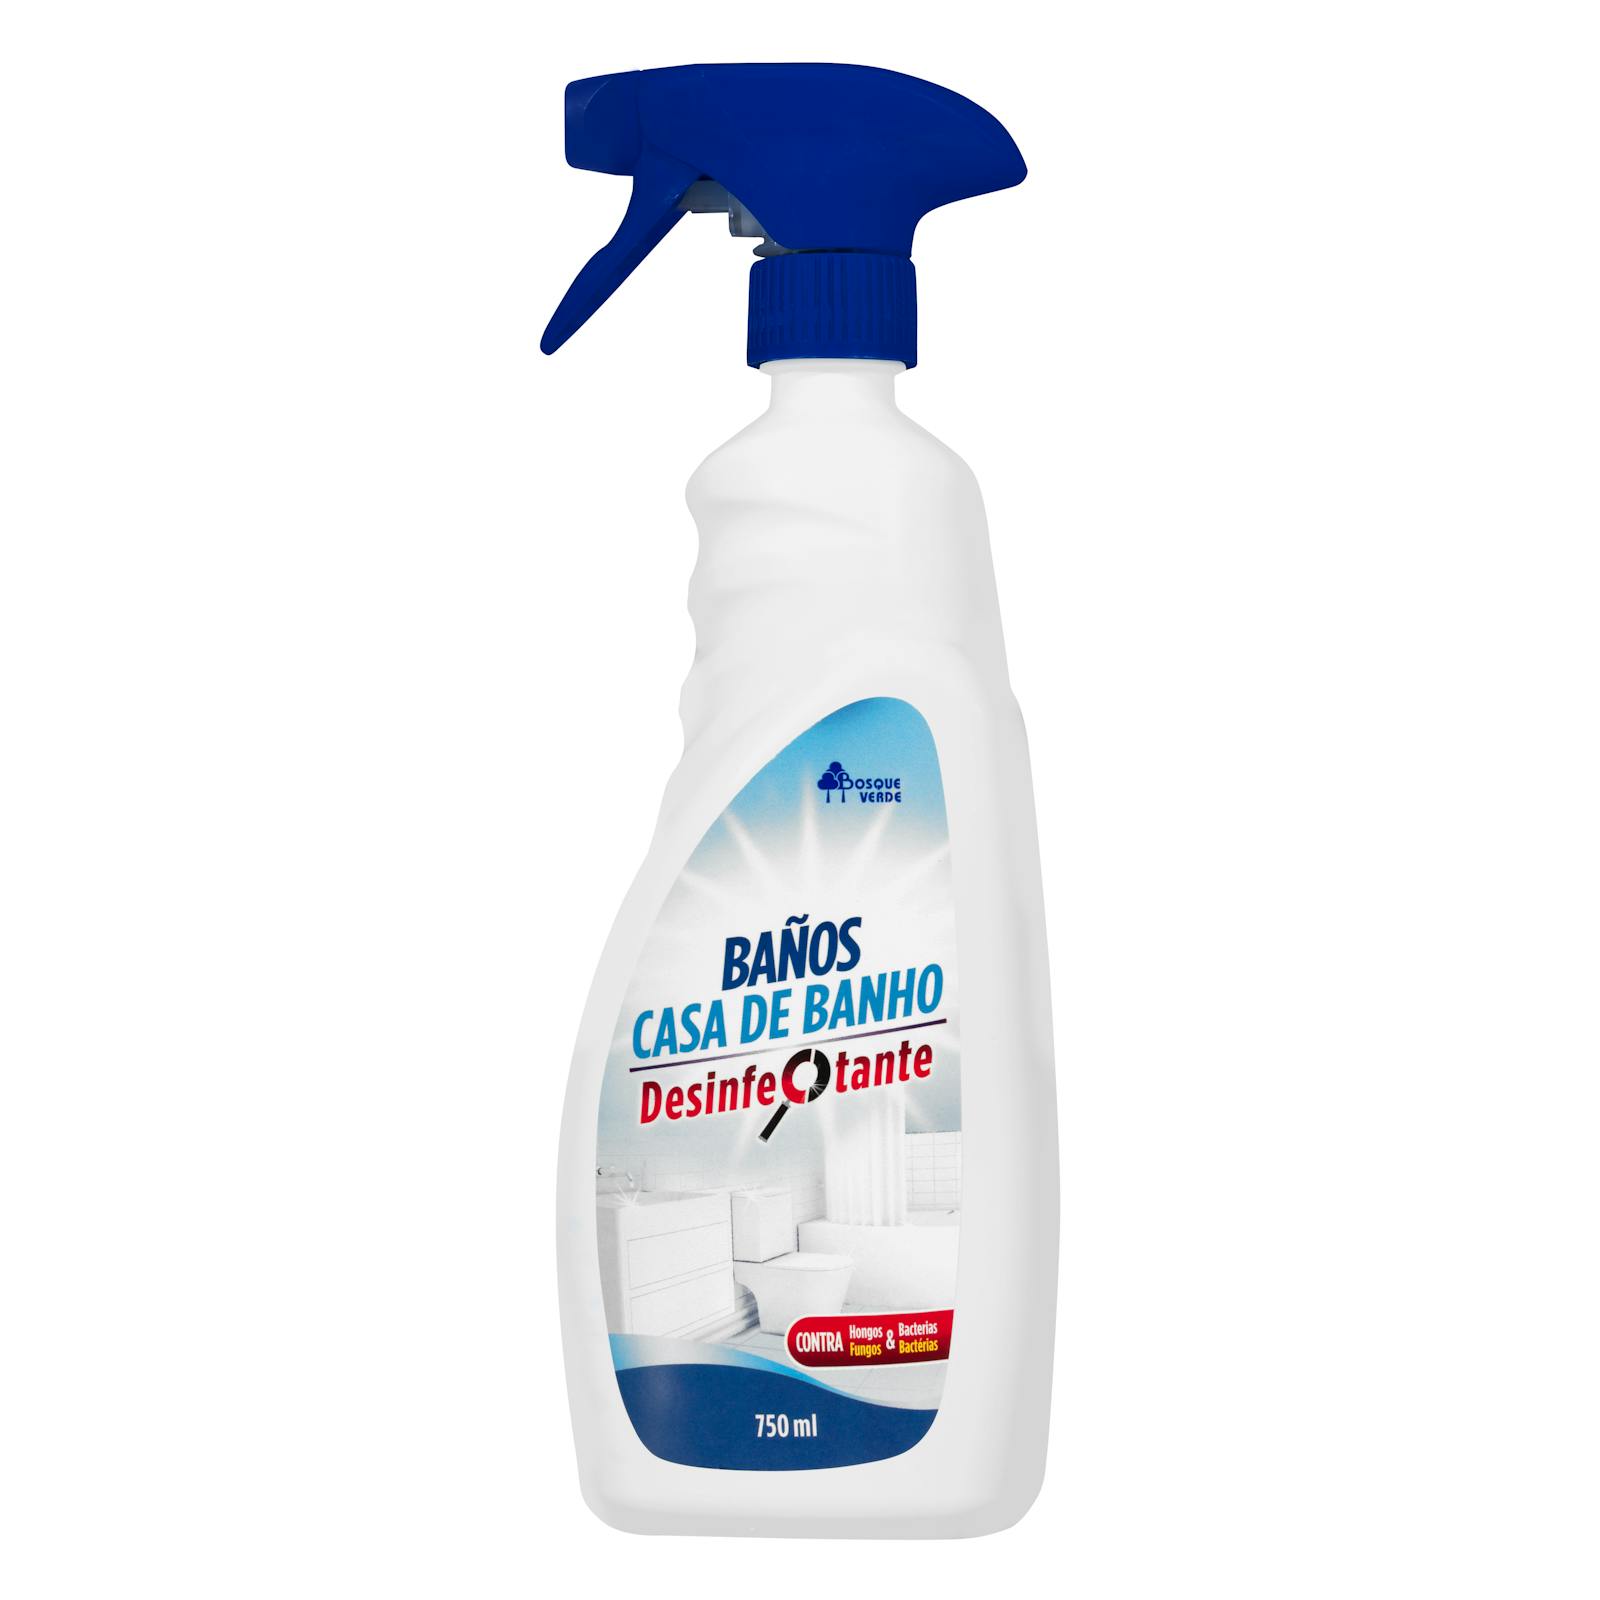 BOSQUE
VERDE
BAÑOS
CASA DE BANHO
Desinfectante
CONTRA Hongos & Bacterias
Fungos Bactérias
750 ml